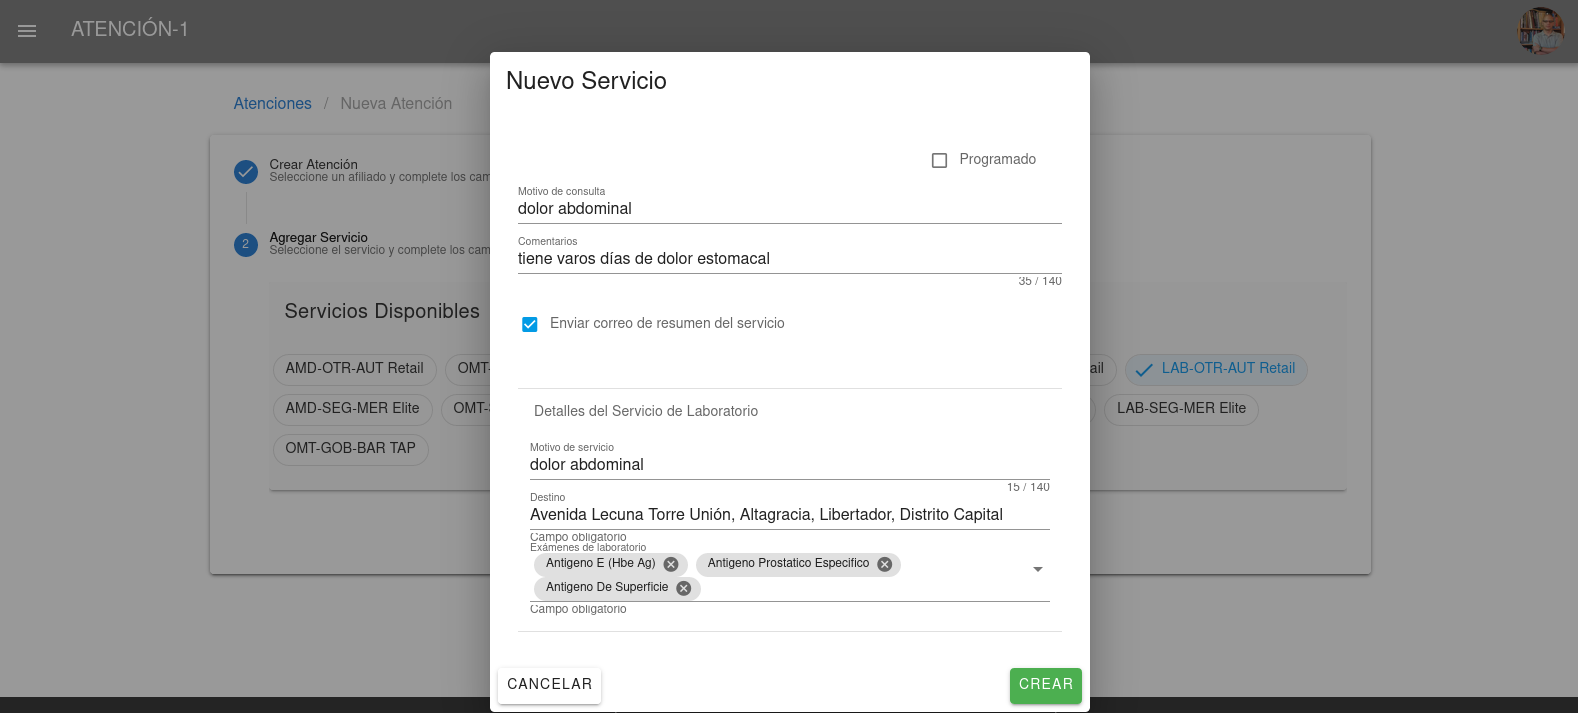 ATENCIÓN-1
Nuevo Servicio
Atenciones / Nueva Atención
Programado
Crear Atención
Seleccione un afiliado y complete los cam
Motivo de consulta
dolor abdominal
Agregar Servicio
Seleccione el servicio y complete los cam
Comentarios
tiene varos días de dolor estomacal
35 / 140
Servicios Disponibles
Enviar correo de resumen del servicio
AMD-OTR-AUT Retail
OMT-
ail
LAB-OTR-AUT Retail
AMD-SEG-MER Elite
OMT-
LAB-SEG-MER Elite
OMT-GOB-BAR TAP
Detalles del Servicio de Laboratorio
Motivo de servicio
dolor abdominal
15 / 140
Destino
Avenida Lecuna Torre Unión, Altagracia, Libertador, Distrito Capital
Campo obligatorio
Exámenes de laboratorio
Antigeno E (Hbe Ag)
Antigeno Prostatico Especifico
Antigeno De Superficie
Campo obligatorio
CANCELAR
CREAR
2